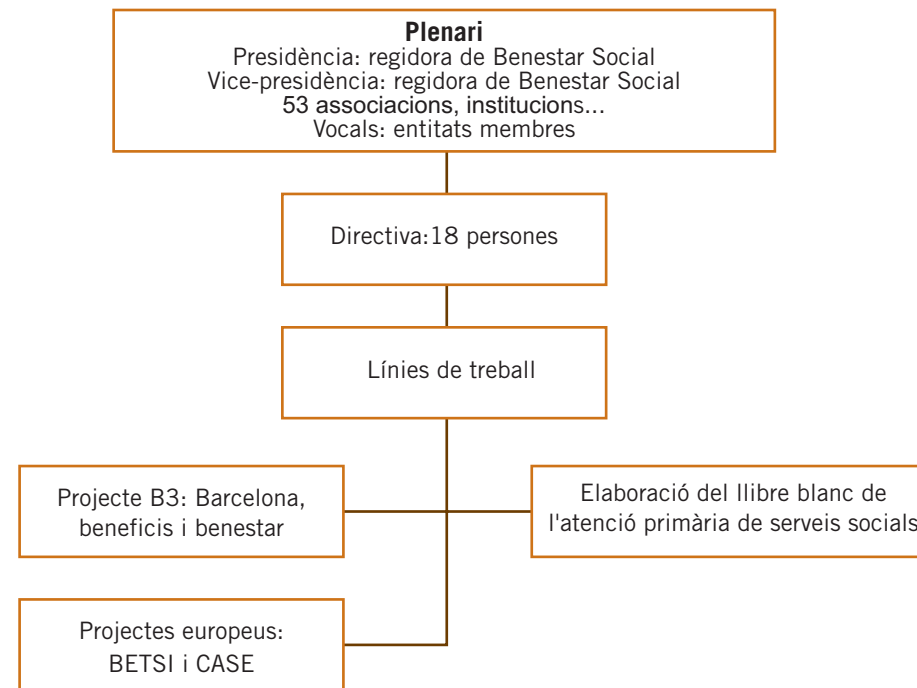 Plenari
Presidència: regidora de Benestar Social
Vice-presidència: regidora de Benestar Social
53 associacions, institucions...
Vocals: entitats membres
Directiva:18 persones
Línies de treball
Projecte B3: Barcelona,
beneficis i benestar
Elaboració del llibre blanc de
l'atenció primària de serveis socials
Projectes europeus:
BETSI i CASE